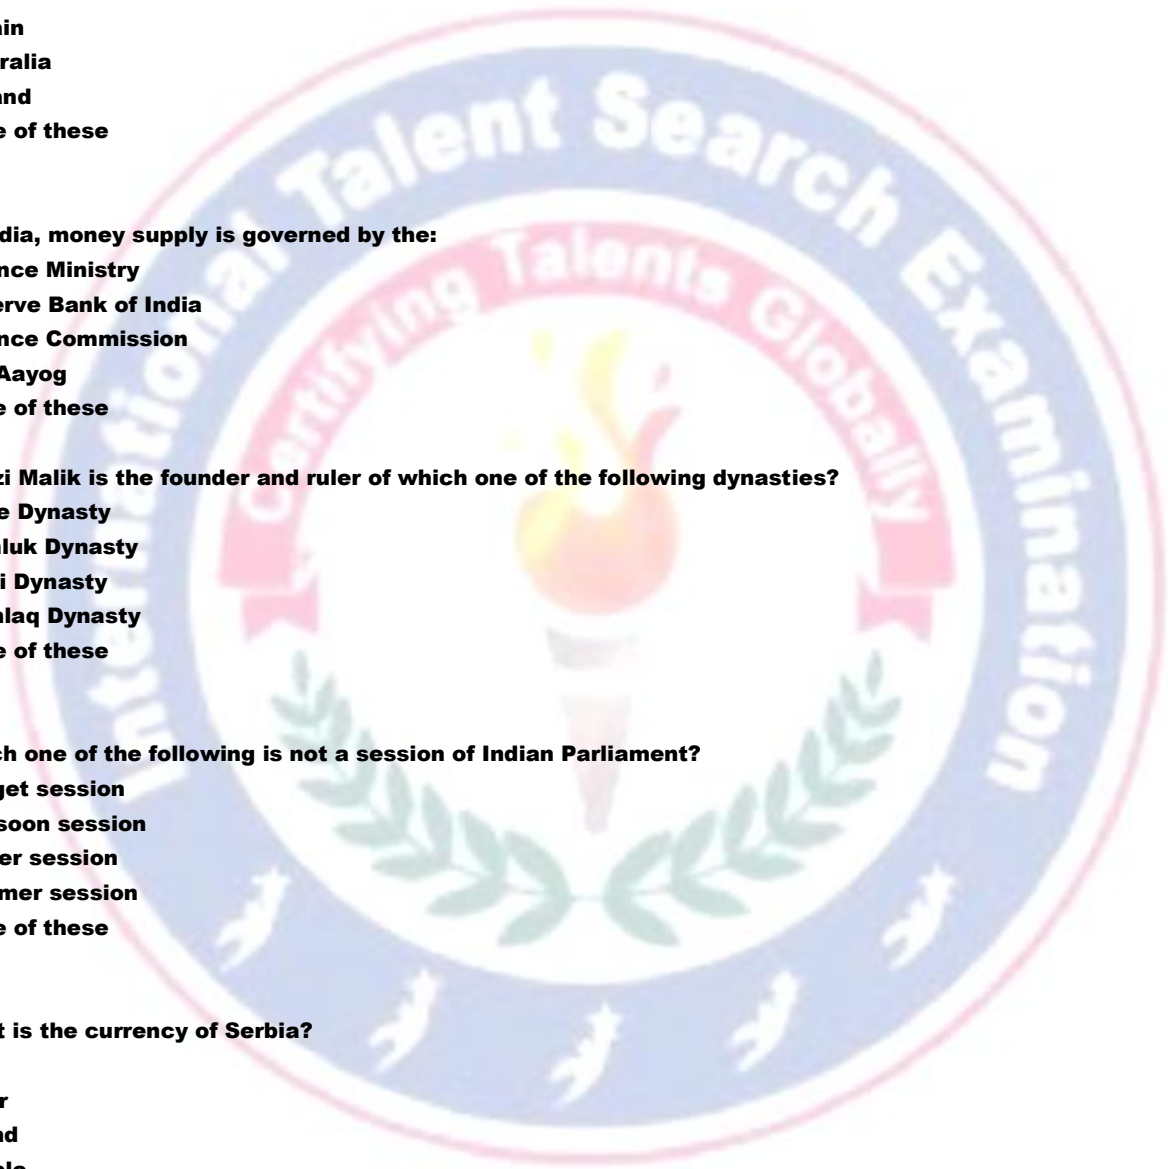 in
ralia
and
e of these
dia, money supply is governed by the:
nce Ministry
erve Bank of India
nce Commission
Aayog
e of these
zi Malik is the founder and ruler of which one of the following dynasties?
e Dynasty
luk Dynasty
i Dynasty
laq Dynasty
e of these
ch one of the following is not a session of Indian Parliament?
get session
soon session
er session
mer session
e of these
t is the currency of Serbia?
r
nd
International Talent Search Examination
Certifying Talents Globally